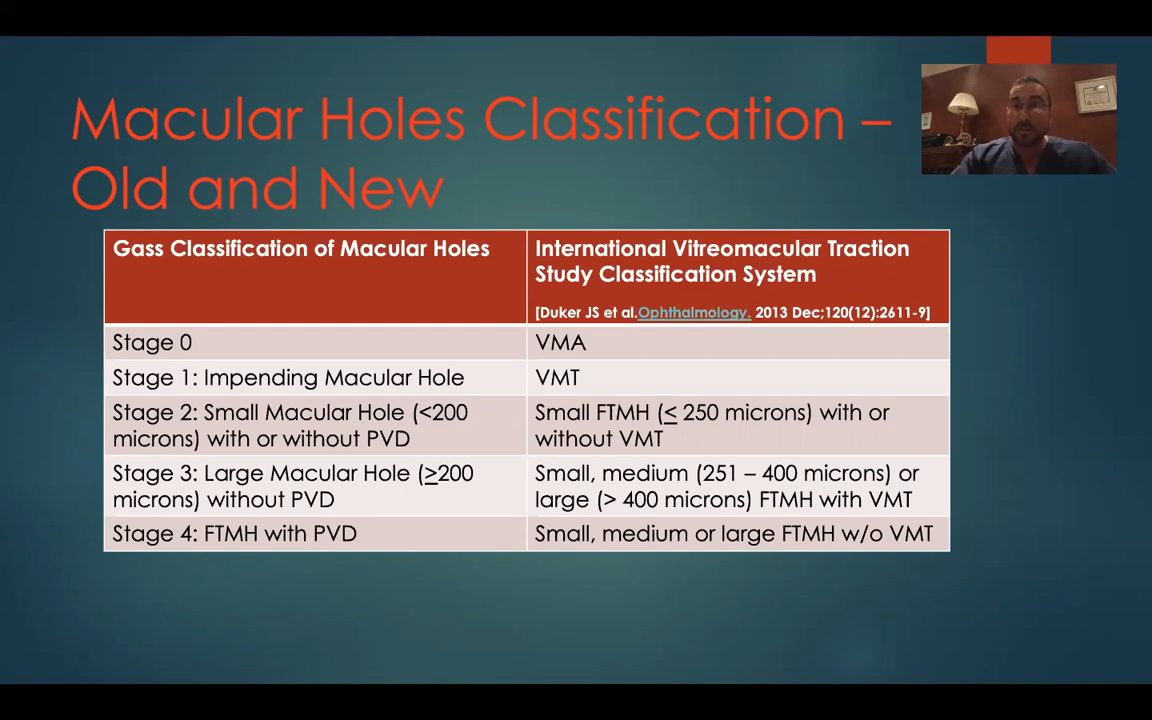 Macular Holes Classification –
Old and New
Gass Classification of Macular Holes
International Vitreomacular Traction
Study Classification System
[Duker JS et al.Ophthalmology. 2013 Dec;120(12):2611-9]
Stage 0
VMA
Stage 1: Impending Macular Hole
VMT
Stage 2: Small Macular Hole (<200
microns) with or without PVD
Small FTMH (≤ 250 microns) with or
without VMT
Stage 3: Large Macular Hole (≥200
microns) without PVD
Small, medium (251 – 400 microns) or
large (> 400 microns) FTMH with VMT
Stage 4: FTMH with PVD
Small, medium or large FTMH w/o VMT